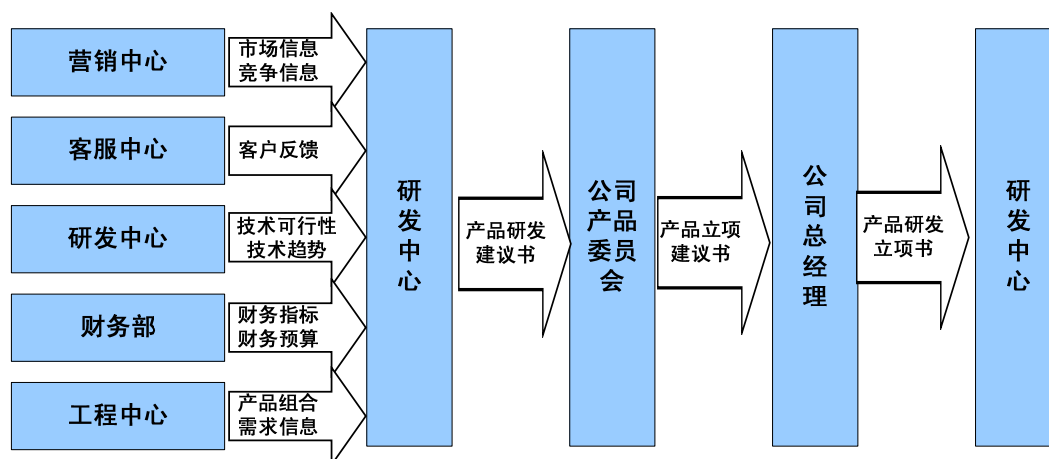 营销中心
市场信息
竞争信息
客服中心
客户反馈
研发中心
技术可行性
技术趋势
财务部
财务指标
财务预算
工程中心
产品组合
需求信息
研发中心
产品研发
建议书
公司
产品
委员
会
产品立项
建议书
公司总经理
产品研发
立项书
研发中心